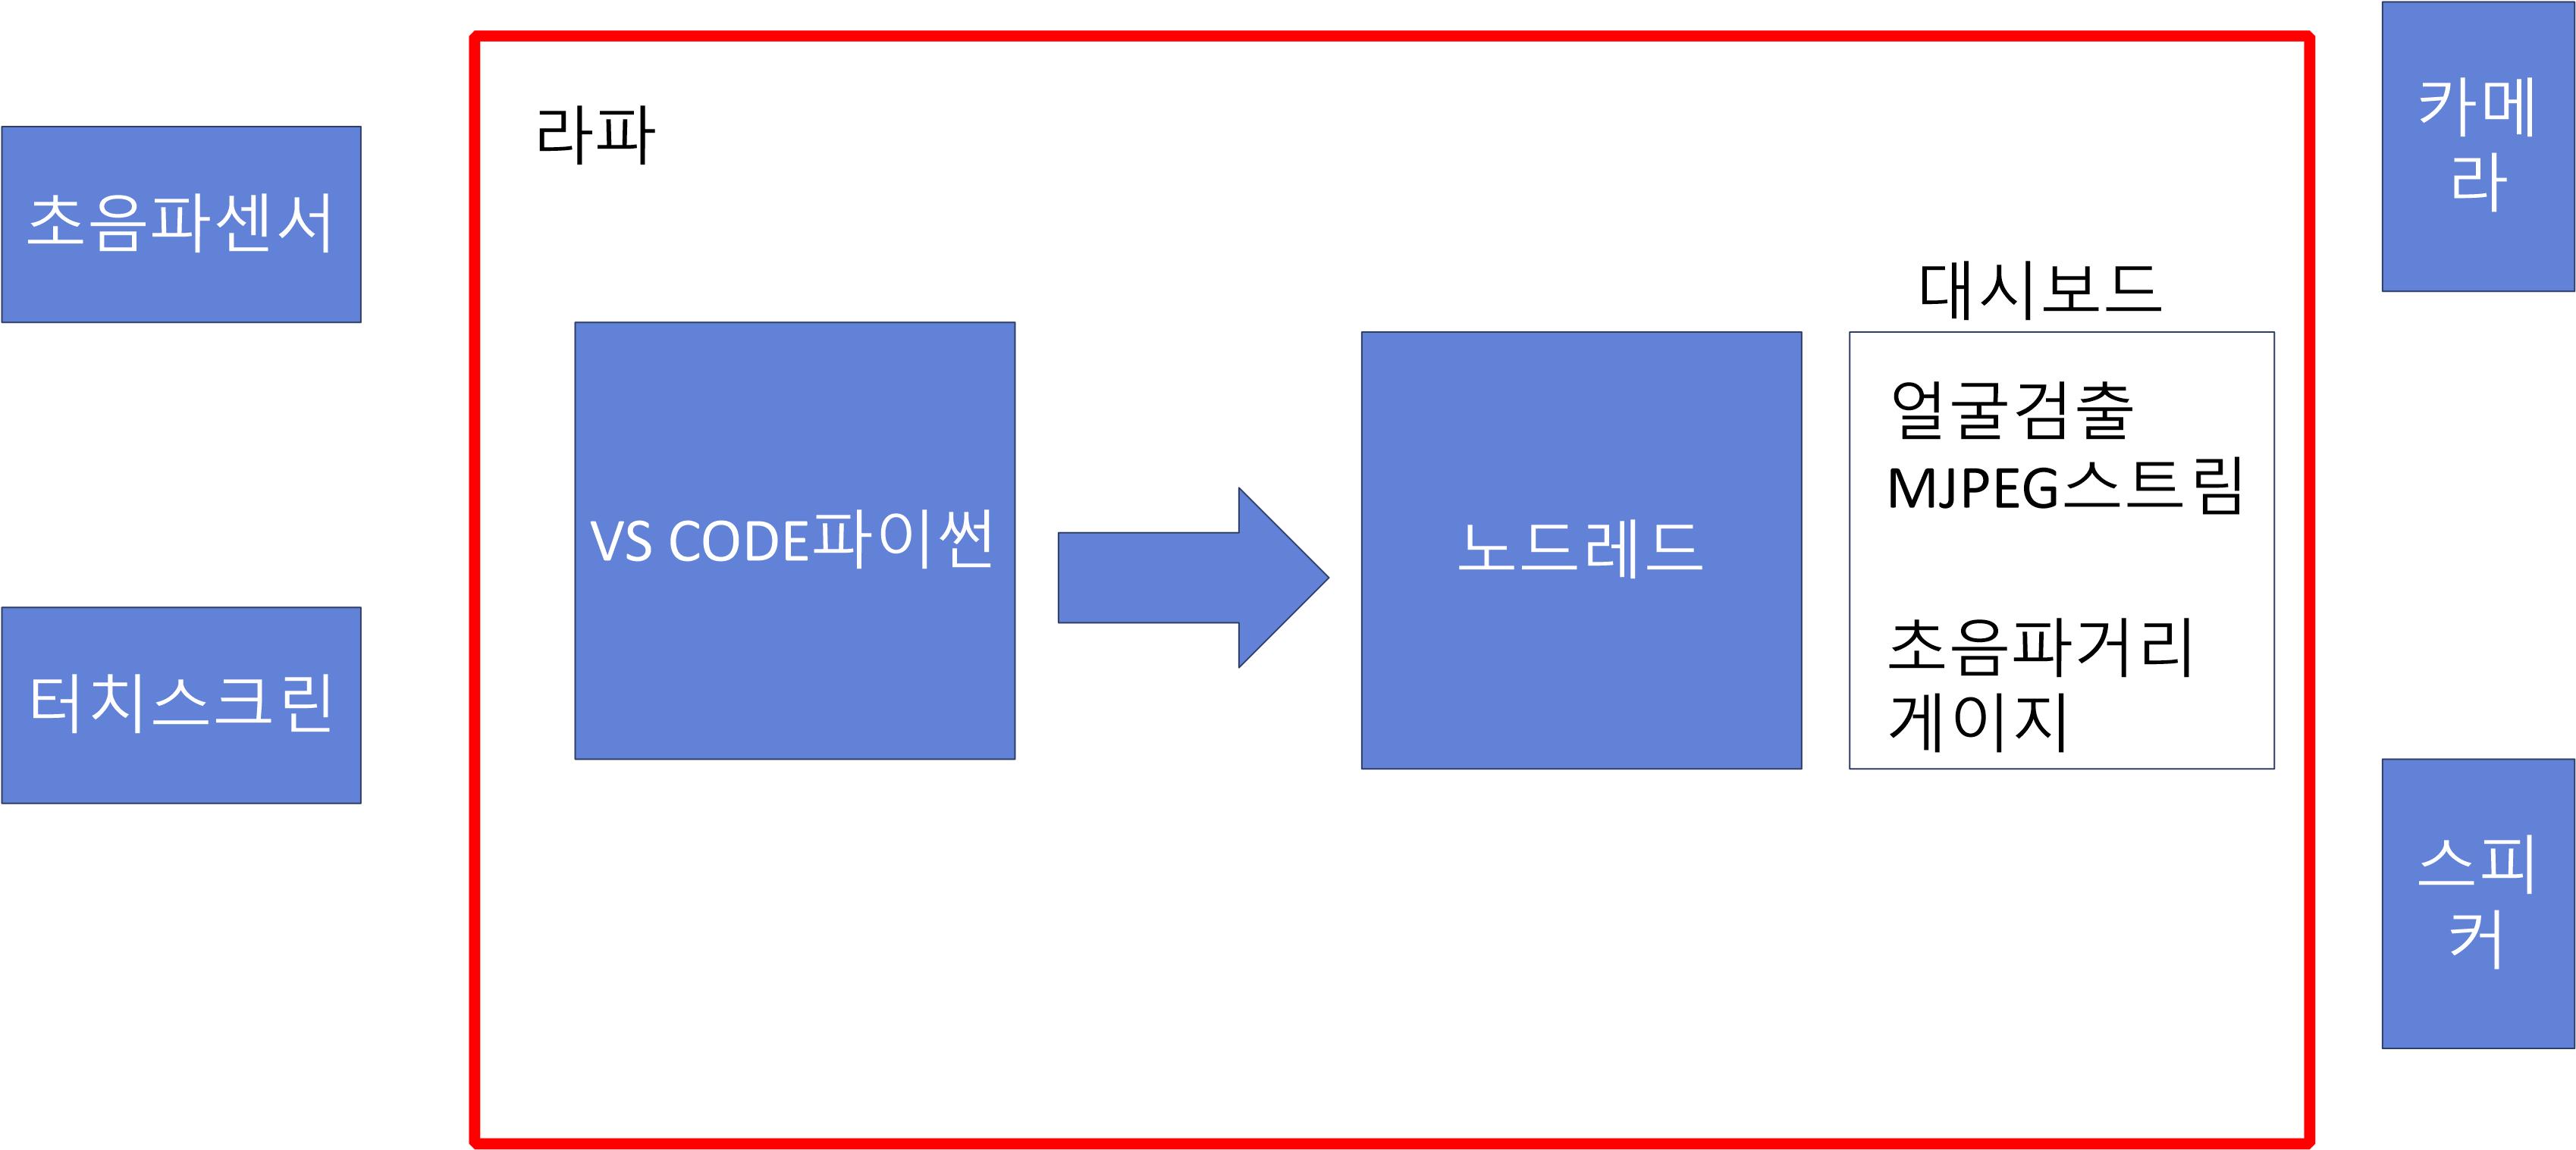 라파
초음파센서
터치스크린
VS CODE파이썬
노드레드
대시보드
얼굴검출
MJPEG스트림
초음파거리
게이지
카메
라
스피
커